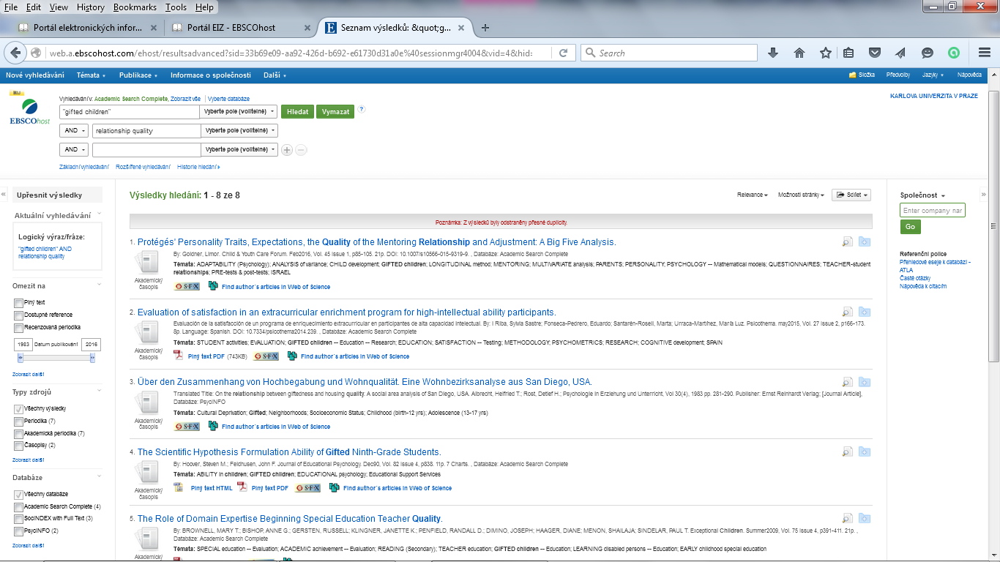 File Edit View History Bookmarks Tools Help
Portál elektronických infor... × Portál EIZ - EBSCOhost × Seznam výsledků: &quot;g... × +
web.a.ebscohost.com/ehost/resultsadvanced?sid=33b69e09-aa92-426d-b692-e61730d31a0e%40sessionmgr4004&vid=4&hid= Search
Nové vyhledávání Témata Publikace Informace o společnosti Další Složka Předvolby Jazyky Nápověda
KARLOVA UNIVERZITA V PRAZE
EBSCOhost
Vyhledávání v: Academic Search Complete, Zobrazit vše | Vyberte databáze
"gifted children" Vyberte pole (volitelné) Hledat Vymazat ?
AND relationship quality Vyberte pole (volitelné)
AND Vyberte pole (volitelné)
Základní vyhledávání Rozšířené vyhledávání Historie hledání
Upřesnit výsledky
Aktuální vyhledávání
Logický výraz/fráze:
"gifted children" AND
relationship quality
Omezit na
Plný text
Dostupné reference
Recenzovaná periodika
1983 Datum publikování 2016
Zobrazit další
Typy zdrojů
Všechny výsledky
Periodika (7)
Akademická periodika (7)
Časopisy (2)
Zobrazit další
Databáze
Všechny databáze
Academic Search Complete (4)
SocINDEX with Full Text (3)
PsycINFO (2)
Zobrazit další
Výsledky hledání: 1 - 8 ze 8 Relevance Možnosti stránky Sdílet
Poznámka: Z výsledků byly odstraněny přesné duplicity.
1. Protégés' Personality Traits, Expectations, the Quality of the Mentoring Relationship and Adjustment: A Big Five Analysis.
By: Goldner, Limor. Child & Youth Care Forum. Feb2016, Vol. 45 Issue 1, p85-105. 21p. DOI: 10.1007/s10566-015-9319-9. , Database: Academic Search Complete
Témata: ADAPTABILITY (Psychology); ANALYSIS of variance; CHILD development; GIFTED children; LONGITUDINAL method; MENTORING; MULTIVARIATE analysis; PARENTS; PERSONALITY; PSYCHOLOGY -- Mathematical models; QUESTIONNAIRES; TEACHER-student
relationships; PRE-tests & post-tests; ISRAEL
Akademický
časopis
S·F·X Find author's articles in Web of Science
2. Evaluation of satisfaction in an extracurricular enrichment program for high-intellectual ability participants.
Evaluación de la satisfacción de un programa de enriquecimiento extracurricular en participantes de alta capacidad intelectual. By: I Riba, Sylvia Sastre; Fonseca-Pedrero, Eduardo; Santarén-Rosell, Marta; Urraca-Martínez, María Luz. Psicothema. may2015, Vol. 27 Issue 2, p166-173.
8p. Language: Spanish. DOI: 10.7334/psicothema2014.239. , Database: Academic Search Complete
Témata: STUDENT activities; EVALUATION; GIFTED children -- Education -- Research; EDUCATION; SATISFACTION -- Testing; METHODOLOGY; PSYCHOMETRICS; RESEARCH; COGNITIVE development; SPAIN
Akademický
časopis
Plný text PDF (743KB) S·F·X Find author's articles in Web of Science
3. Über den Zusammenhang von Hochbegabung und Wohnqualität. Eine Wohnbezirksanalyse aus San Diego, USA.
Translated Title: On the relationship between giftedness and housing quality: A social area analysis of San Diego, USA. Albrecht, Helfried T.; Rost, Detlef H.; Psychologie in Erziehung und Unterricht, Vol 30(4), 1983 pp. 281-290. Publisher: Ernst Reinhardt Verlag; [Journal Article],
Databáze: PsycINFO
Témata: Cultural Deprivation; Gifted; Neighborhoods; Socioeconomic Status; Childhood (birth-12 yrs); Adolescence (13-17 yrs)
Akademický
časopis
S·F·X Find author's articles in Web of Science
4. The Scientific Hypothesis Formulation Ability of Gifted Ninth-Grade Students.
By: Hoover, Steven M.; Feldhusen, John F. Journal of Educational Psychology. Dec90, Vol. 82 Issue 4, p838. 11p. 7 Charts. , Database: Academic Search Complete
Témata: ABILITY in children; GIFTED children; EDUCATIONAL psychology; Educational Support Services
Akademický
časopis
Plný text HTML Plný text PDF S·F·X Find author's articles in Web of Science
5. The Role of Domain Expertise Beginning Special Education Teacher Quality.
By: BROWNELL, MARY T.; BISHOP, ANNE G.; GERSTEN, RUSSELL; KLINGNER, JANETTE K.; PENFIELD, RANDALL D.; DIMINO, JOSEPH; HAAGER, DIANE; MENON, SHAILAJA; SINDELAR, PAUL T. Exceptional Children. Summer2009, Vol. 75 Issue 4, p391-411. 21p. ,
Database: Academic Search Complete
Témata: SPECIAL education -- Evaluation; ACADEMIC achievement -- Evaluation; READING (Secondary); TEACHER education; GIFTED children -- Education; LEARNING disabled persons -- Education; EARLY childhood special education
Akademický
Společnost
Enter company nar
Go
Referenční police
Přehledové eseje k databázi -
ATLA
Časté otázky
Nápověda k citacím